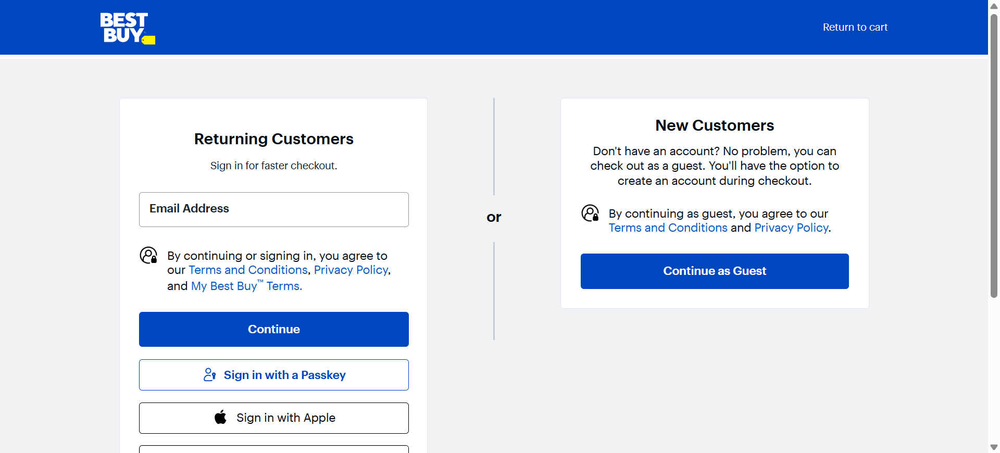 BEST
BUY
Return to cart
Returning Customers
Sign in for faster checkout.
Email Address
By continuing or signing in, you agree to
our Terms and Conditions, Privacy Policy,
and My Best Buy™ Terms.
Continue
Sign in with a Passkey
Sign in with Apple
or
New Customers
Don't have an account? No problem, you can
check out as a guest. You'll have the option to
create an account during checkout.
By continuing as guest, you agree to our
Terms and Conditions and Privacy Policy.
Continue as Guest